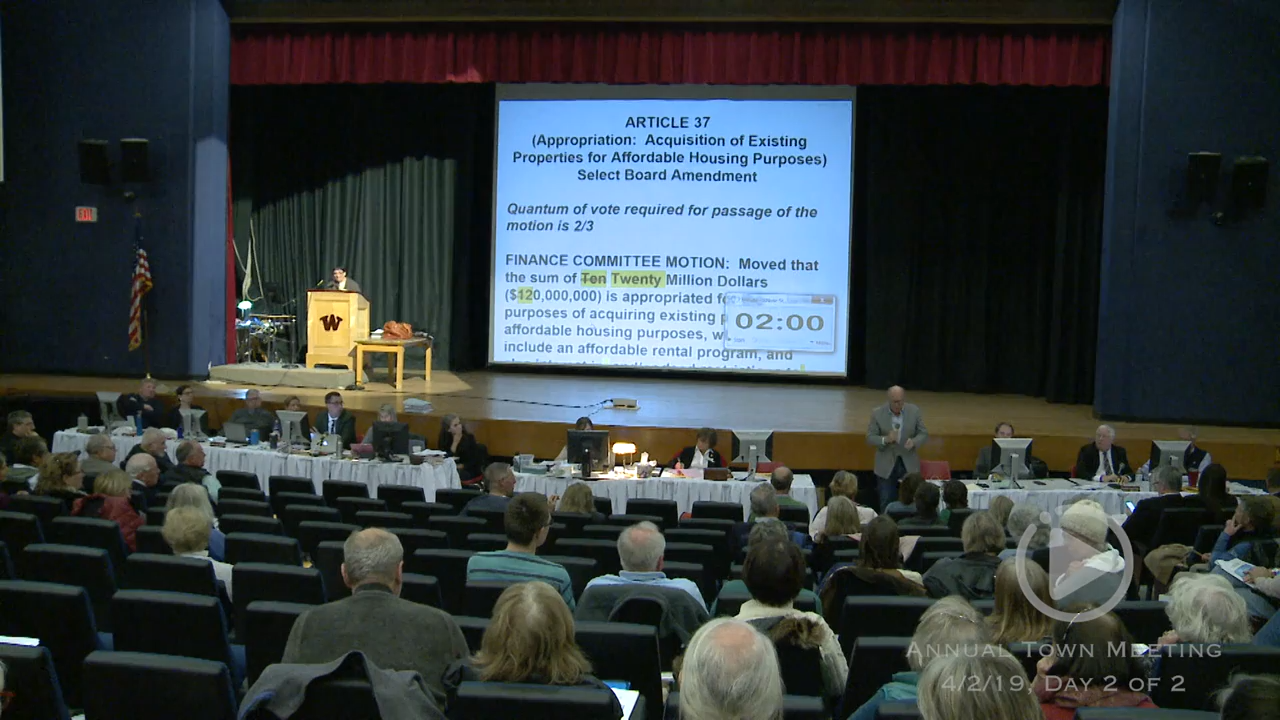 ARTICLE 37
(Appropriation: Acquisition of Existing
Properties for Affordable Housing Purposes)
Select Board Amendment
Quantum of vote required for passage of the
motion is 2/3
FINANCE COMMITTEE MOTION: Moved that
the sum of Ten Twenty Million Dollars
($120,000,000) is appropriated
purposes of acquiring existing
affordable housing purposes,
include an affordable rental program, and
02:00
EXIT
W
ANNUAL TOWN MEETING
4/2/19, DAY 2 OF 2